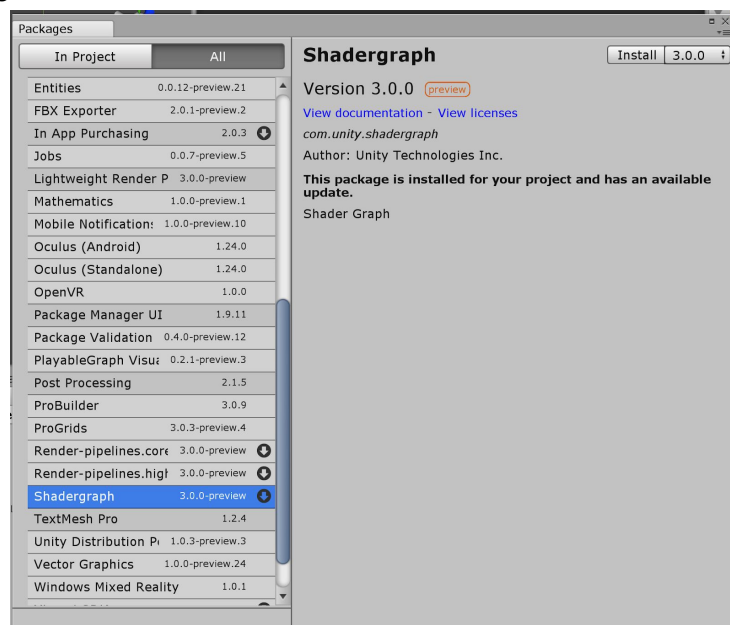 Packages
In Project All
Entities 0.0.12-preview.21
FBX Exporter 2.0.1-preview.2
In App Purchasing 2.0.3
Jobs 0.0.7-preview.5
Lightweight Render P 3.0.0-preview
Mathematics 1.0.0-preview.1
Mobile Notification: 1.0.0-preview.10
Oculus (Android) 1.24.0
Oculus (Standalone) 1.24.0
OpenVR 1.0.0
Package Manager UI 1.9.11
Package Validation 0.4.0-preview.12
PlayableGraph Visua 0.2.1-preview.3
Post Processing 2.1.5
ProBuilder 3.0.9
ProGrids 3.0.3-preview.4
Render-pipelines.core 3.0.0-preview
Render-pipelines.high 3.0.0-preview
Shadergraph 3.0.0-preview
TextMesh Pro 1.2.4
Unity Distribution Po 1.0.3-preview.3
Vector Graphics 1.0.0-preview.24
Windows Mixed Reality 1.0.1
Shadergraph
Install 3.0.0
Version 3.0.0 preview
View documentation - View licenses
com.unity.shadergraph
Author: Unity Technologies Inc.
This package is installed for your project and has an available
update.
Shader Graph